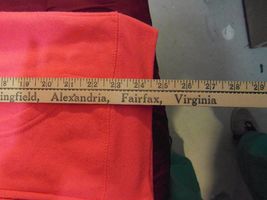 19 20 21 22 23 24 25 26 27 28 29
ingfield, Alexandria, Fairfax, Virginia